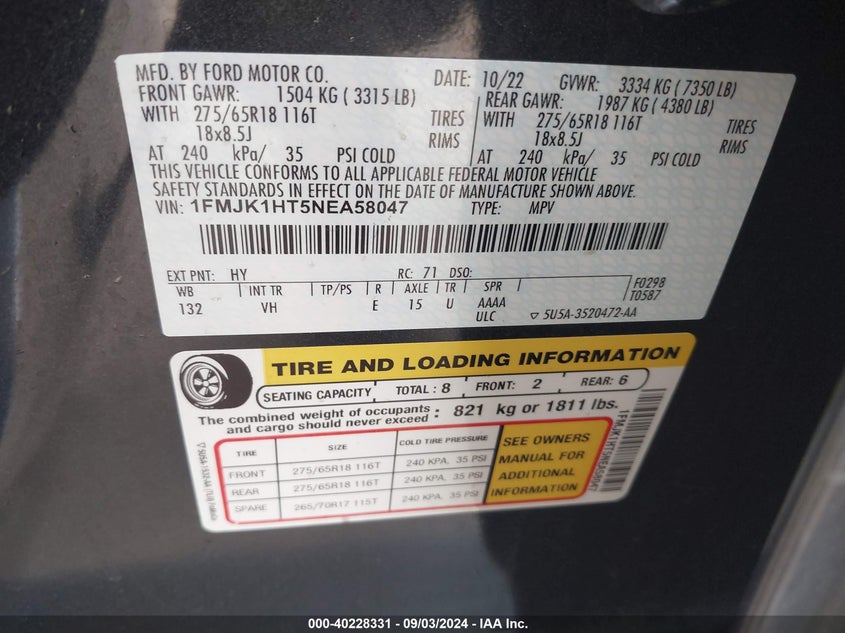 MFD. BY FORD MOTOR CO. DATE: 10/22 GVWR: 3334 KG ( 7350 LB)
FRONT GAWR: 1504 KG ( 3315 LB) REAR GAWR: 1987 KG ( 4380 LB)
WITH 275/65R18 116T TIRES WITH 275/65R18 116T TIRES
18x8.5J RIMS 18x8.5J RIMS
AT 240 kPa/ 35 PSI COLD AT 240 kPa/ 35 PSI COLD
THIS VEHICLE CONFORMS TO ALL APPLICABLE FEDERAL MOTOR VEHICLE
SAFETY STANDARDS IN EFFECT ON THE DATE OF MANUFACTURE SHOWN ABOVE.
VIN: 1FMJK1HT5NEA58047 TYPE: MPV
EXT PNT: HY RC: 71 DSO: F0298
WB INT TR TP/PS R AXLE TR SPR T0587
132 VH E 15 U AAAA
ULC ▽ 5U5A-3520472-AA
TIRE AND LOADING INFORMATION
SEATING CAPACITY TOTAL : 8 FRONT: 2 REAR: 6
The combined weight of occupants
and cargo should never exceed : 821 kg or 1811 lbs.
TIRE SIZE COLD TIRE PRESSURE
FRONT 275/65R18 116T 240 KPA, 35 PSI
REAR 275/65R18 116T 240 KPA, 35 PSI
SPARE 265/70R17 115T 240 KPA, 35 PSI
SEE OWNERS
MANUAL FOR
ADDITIONAL
INFORMATION
1FMJK1HT5NEA58047
000-40228331 - 09/03/2024 - IAA Inc.